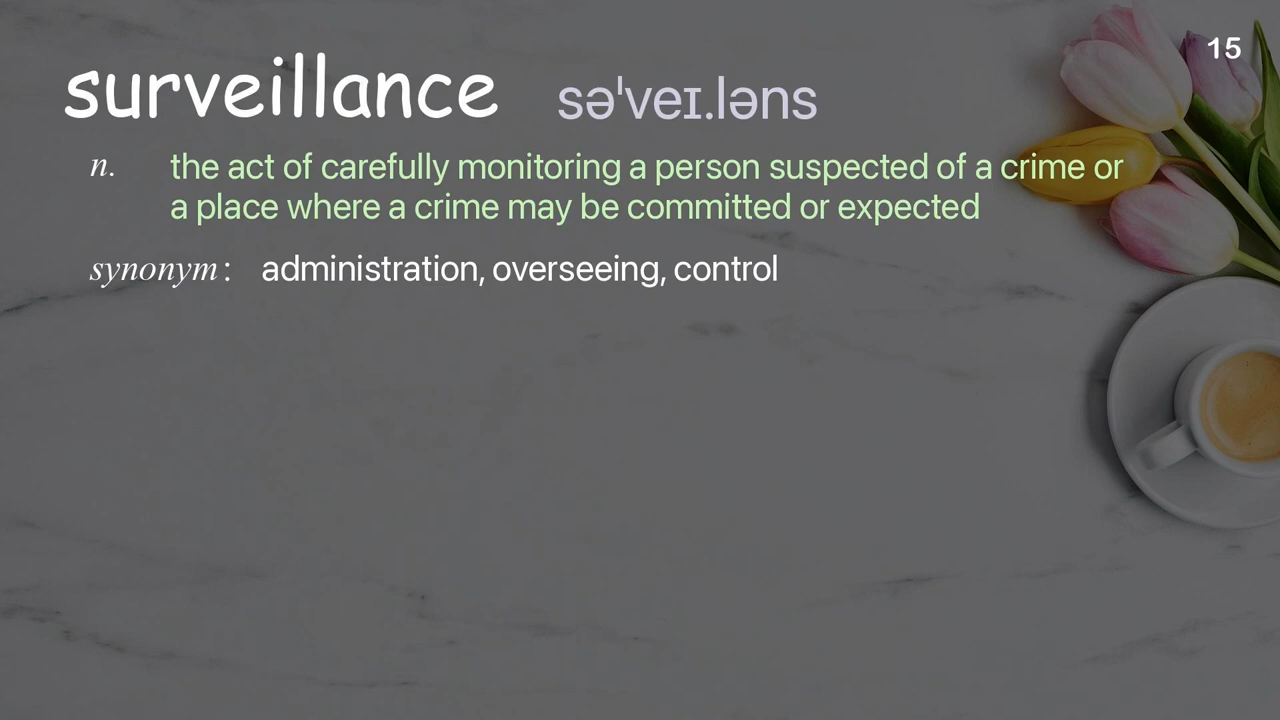 15
surveillance səˈveɪ.ləns
n. the act of carefully monitoring a person suspected of a crime or
a place where a crime may be committed or expected
synonym: administration, overseeing, control